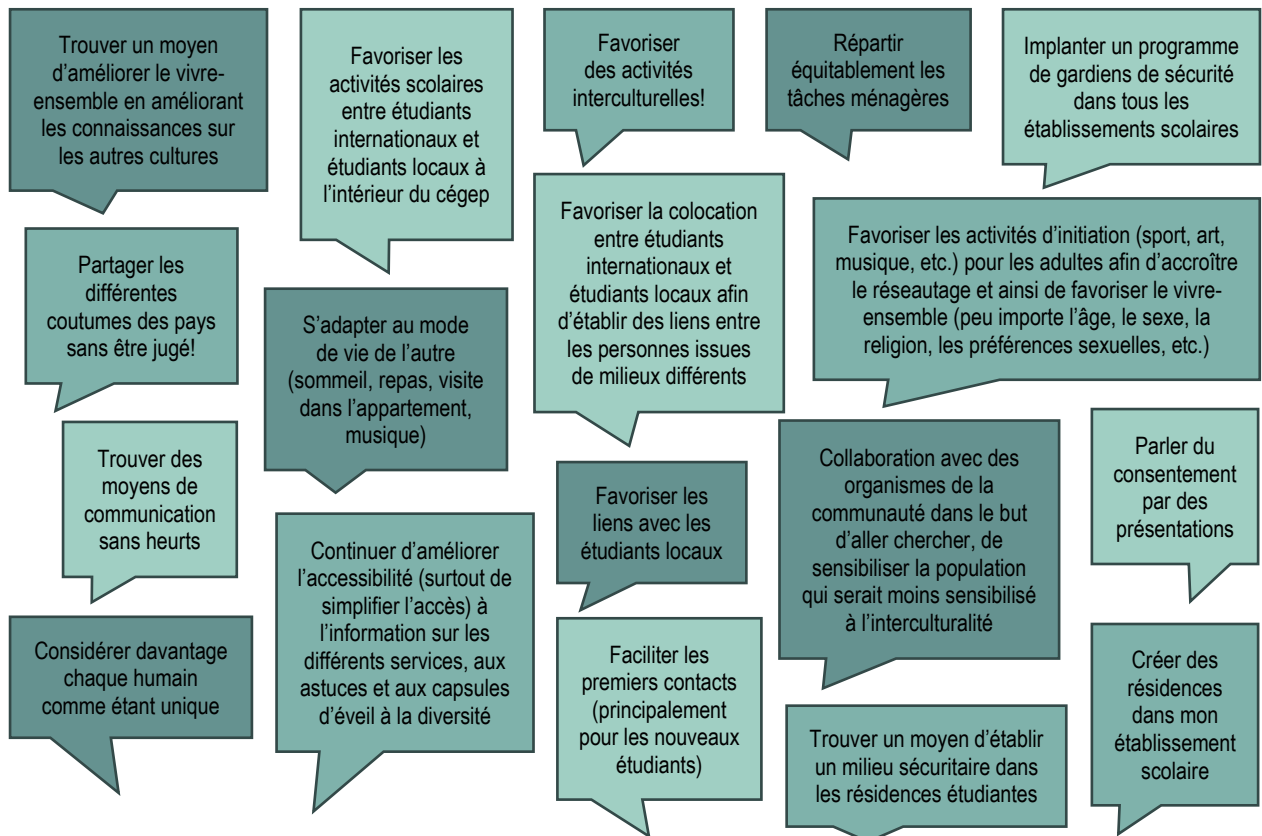 Trouver un moyen
d’améliorer le vivre-
ensemble en améliorant
les connaissances sur
les autres cultures
Favoriser les
activités scolaires
entre étudiants
internationaux et
étudiants locaux à
l’intérieur du cégep
Favoriser
des activités
interculturelles!
Répartir
équitablement les
tâches ménagères
Implanter un programme
de gardiens de sécurité
dans tous les
établissements scolaires
Partager les
différentes
coutumes des pays
sans être jugé!
S’adapter au mode
de vie de l’autre
(sommeil, repas, visite
dans l’appartement,
musique)
Favoriser la colocation
entre étudiants
internationaux et
étudiants locaux afin
d’établir des liens entre
les personnes issues
de milieux différents
Favoriser les activités d’initiation (sport, art,
musique, etc.) pour les adultes afin d’accroître
le réseautage et ainsi de favoriser le vivre-
ensemble (peu importe l’âge, le sexe, la
religion, les préférences sexuelles, etc.)
Trouver des
moyens de
communication
sans heurts
Continuer d’améliorer
l’accessibilité (surtout de
simplifier l’accès) à
l’information sur les
différents services, aux
astuces et aux capsules
d’éveil à la diversité
Favoriser les
liens avec les
étudiants locaux
Collaboration avec des
organismes de la
communauté dans le but
d’aller chercher, de
sensibiliser la population
qui serait moins sensibilisé
à l’interculturalité
Parler du
consentement
par des
présentations
Considérer davantage
chaque humain
comme étant unique
Faciliter les
premiers contacts
(principalement
pour les nouveaux
étudiants)
Trouver un moyen d’établir
un milieu sécuritaire dans
les résidences étudiantes
Créer des
résidences
dans mon
établissement
scolaire